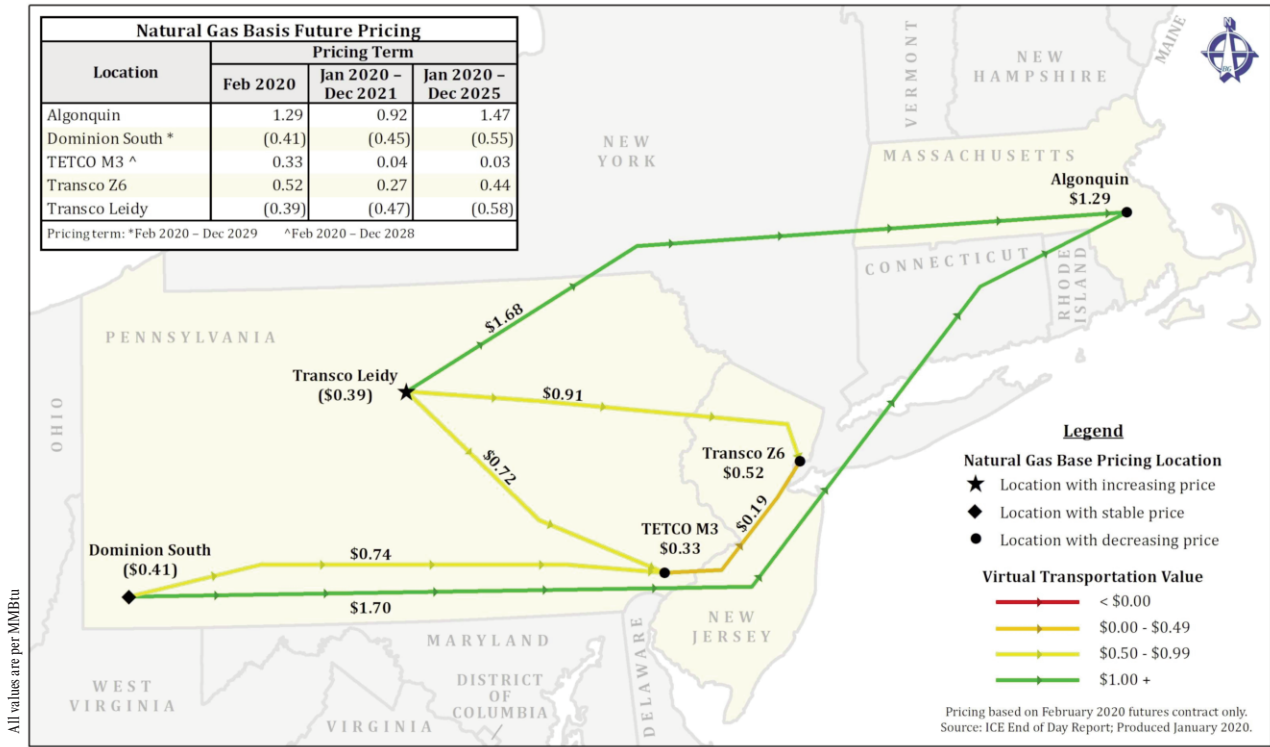 Natural Gas Basis Future Pricing
Location
Pricing Term
Feb 2020
Jan 2020 –
Dec 2021
Jan 2020 –
Dec 2025
Algonquin 1.29 0.92 1.47
Dominion South * (0.41) (0.45) (0.55)
TETCO M3 ^ 0.33 0.04 0.03
Transco Z6 0.52 0.27 0.44
Transco Leidy (0.39) (0.47) (0.58)
Pricing term: *Feb 2020 – Dec 2029 ^Feb 2020 – Dec 2028
VERMONT
NEW
HAMPSHIRE
MAINE
NEW
YORK
MASSACHUSETTS
Algonquin
$1.29
CONNECTICUT
RHODE
ISLAND
PENNSYLVANIA
OHIO
$1.68
Transco Leidy
($0.39)
$0.91
$0.72
Transco Z6
$0.52
$0.19
TETCO M3
$0.33
Dominion South
($0.41)
$0.74
$1.70
NEW
JERSEY
MARYLAND
DELAWARE
WEST
VIRGINIA
DISTRICT
OF
COLUMBIA
VIRGINIA
Legend
Natural Gas Base Pricing Location
Location with increasing price
Location with stable price
Location with decreasing price
Virtual Transportation Value
< $0.00
$0.00 - $0.49
$0.50 - $0.99
$1.00 +
Pricing based on February 2020 futures contract only.
Source: ICE End of Day Report; Produced January 2020.
All values are per MMBtu